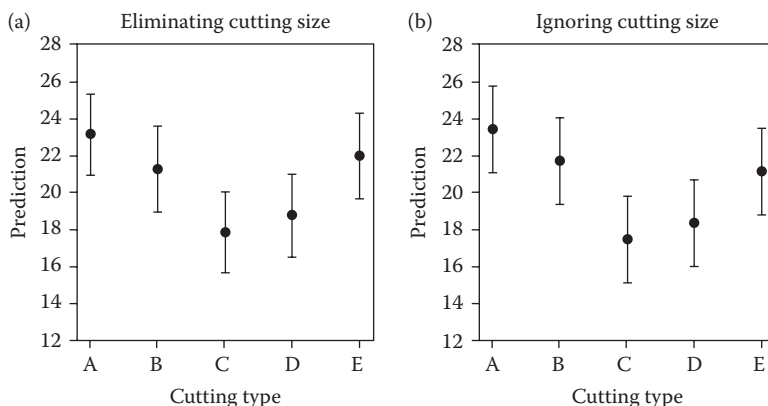 (a) Eliminating cutting size
28
26
24
22
20
18
16
14
12
Prediction
A B C D E
Cutting type
(b) Ignoring cutting size
28
26
24
22
20
18
16
14
12
Prediction
A B C D E
Cutting type